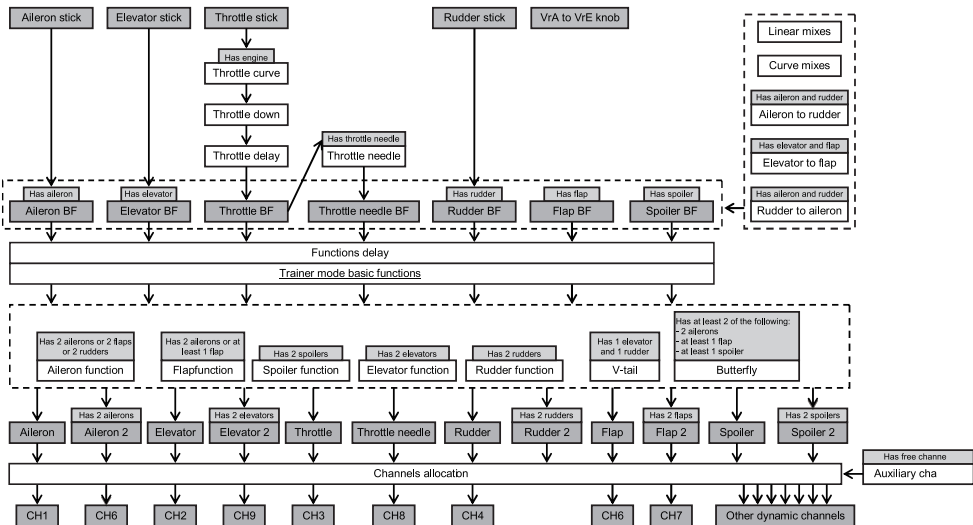 Aileron stick
Elevator stick
Throttle stick
Rudder stick
VrA to VrE knob
Linear mixes
Curve mixes
Has aileron and rudder
Aileron to rudder
Has elevator and flap
Elevator to flap
Has aileron and rudder
Rudder to aileron
Has engine
Throttle curve
Throttle down
Throttle delay
Has throttle needle
Throttle needle
Has aileron
Aileron BF
Has elevator
Elevator BF
Throttle BF
Throttle needle BF
Has rudder
Rudder BF
Has flap
Flap BF
Has spoiler
Spoiler BF
Functions delay
Trainer mode basic functions
Has 2 ailerons or 2 flaps
or 2 rudders
Aileron function
Has 2 ailerons or at
least 1 flap
Flapfunction
Has 2 spoilers
Spoiler function
Has 2 elevators
Elevator function
Has 2 rudders
Rudder function
Has 1 elevator
and 1 rudder
V-tail
Has at least 2 of the following:
- 2 ailerons
- at least 1 flap
- at least 1 spoiler
Butterfly
Aileron
Has 2 ailerons
Aileron 2
Elevator
Has 2 elevators
Elevator 2
Throttle
Throttle needle
Rudder
Has 2 rudders
Rudder 2
Flap
Has 2 flaps
Flap 2
Spoiler
Has 2 spoilers
Spoiler 2
Channels allocation
Has free channe
Auxiliary cha
CH1
CH6
CH2
CH9
CH3
CH8
CH4
CH6
CH7
Other dynamic channels